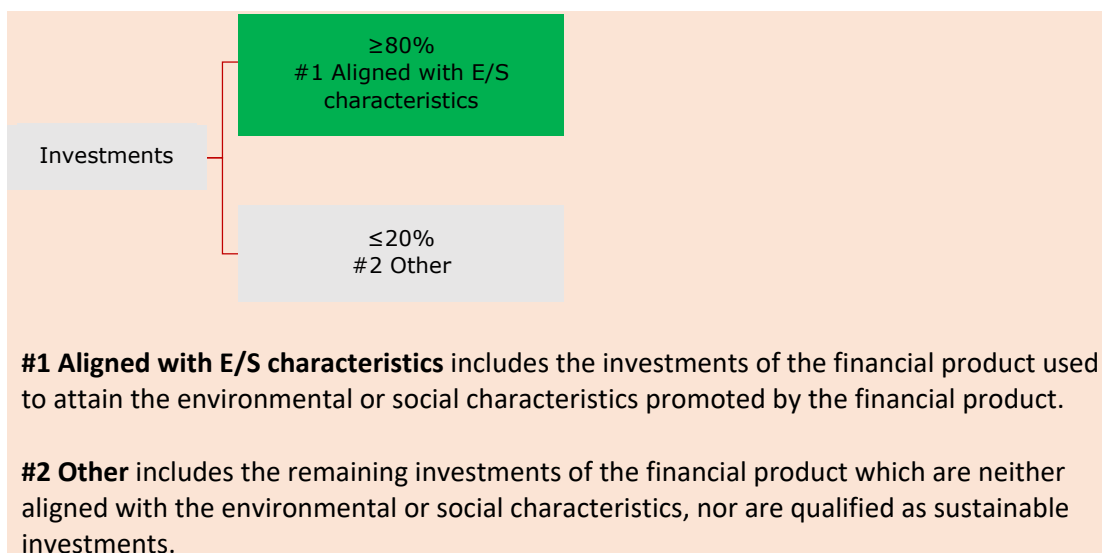 ≥80%
#1 Aligned with E/S
characteristics
Investments
≤20%
#2 Other
#1 Aligned with E/S characteristics includes the investments of the financial product used
to attain the environmental or social characteristics promoted by the financial product.
#2 Other includes the remaining investments of the financial product which are neither
aligned with the environmental or social characteristics, nor are qualified as sustainable
investments.